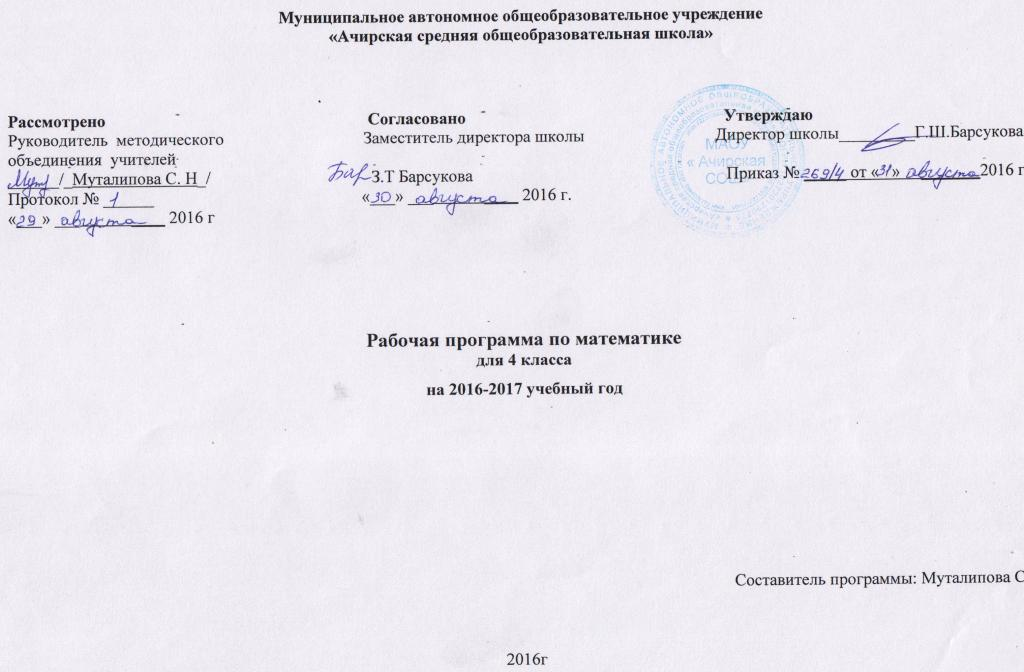 Муниципальное автономное общеобразовательное учреждение
«Ачирская средняя общеобразовательная школа»
Рассмотрено
Руководитель методического
объединения учителей
Мут / Муталипова С. Н /
Протокол № 1
«29» августа 2016 г
Согласовано
Заместитель директора школы
Бар З.Т Барсукова
«30» августа 2016 г.
Утверждаю
Директор школы Г.Ш.Барсукова
Приказ №269/4 от «31» августа 2016 г
МАОУ
« Ачирская
СОШ»
Рабочая программа по математике
для 4 класса
на 2016-2017 учебный год
Составитель программы: Муталипова С
2016г